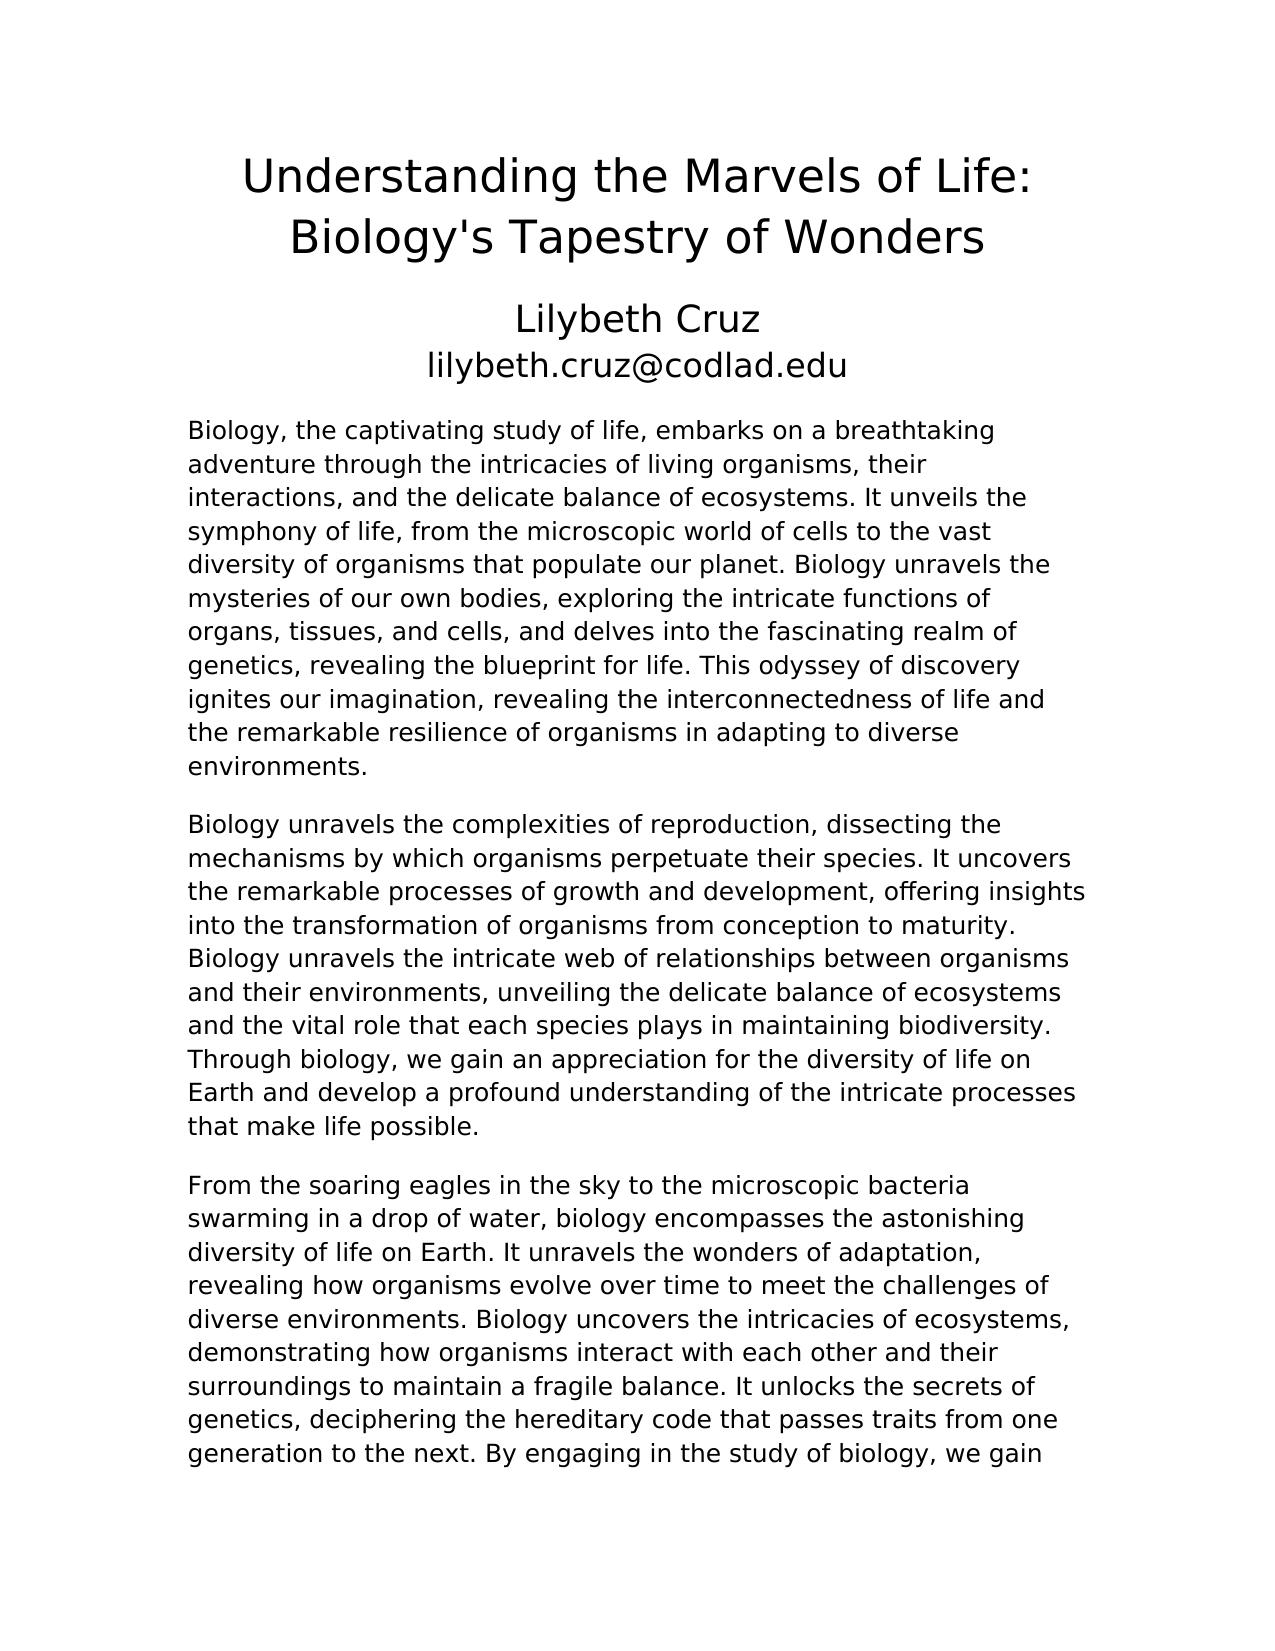 Understanding the Marvels of Life:
Biology's Tapestry of Wonders
Lilybeth Cruz
lilybeth.cruz@codlad.edu
Biology, the captivating study of life, embarks on a breathtaking
adventure through the intricacies of living organisms, their
interactions, and the delicate balance of ecosystems. It unveils the
symphony of life, from the microscopic world of cells to the vast
diversity of organisms that populate our planet. Biology unravels the
mysteries of our own bodies, exploring the intricate functions of
organs, tissues, and cells, and delves into the fascinating realm of
genetics, revealing the blueprint for life. This odyssey of discovery
ignites our imagination, revealing the interconnectedness of life and
the remarkable resilience of organisms in adapting to diverse
environments.
Biology unravels the complexities of reproduction, dissecting the
mechanisms by which organisms perpetuate their species. It uncovers
the remarkable processes of growth and development, offering insights
into the transformation of organisms from conception to maturity.
Biology unravels the intricate web of relationships between organisms
and their environments, unveiling the delicate balance of ecosystems
and the vital role that each species plays in maintaining biodiversity.
Through biology, we gain an appreciation for the diversity of life on
Earth and develop a profound understanding of the intricate processes
that make life possible.
From the soaring eagles in the sky to the microscopic bacteria
swarming in a drop of water, biology encompasses the astonishing
diversity of life on Earth. It unravels the wonders of adaptation,
revealing how organisms evolve over time to meet the challenges of
diverse environments. Biology uncovers the intricacies of ecosystems,
demonstrating how organisms interact with each other and their
surroundings to maintain a fragile balance. It unlocks the secrets of
genetics, deciphering the hereditary code that passes traits from one
generation to the next. By engaging in the study of biology, we gain